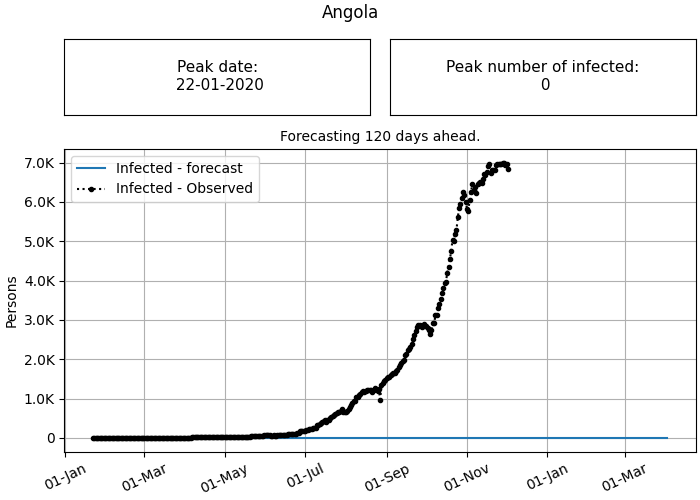 Angola
Peak date:
22-01-2020
Peak number of infected:
0
Forecasting 120 days ahead.
Infected - forecast
Infected - Observed
7.0K
6.0K
5.0K
4.0K
3.0K
2.0K
1.0K
0
Persons
01-Jan
01-Mar
01-May
01-Jul
01-Sep
01-Nov
01-Jan
01-Mar